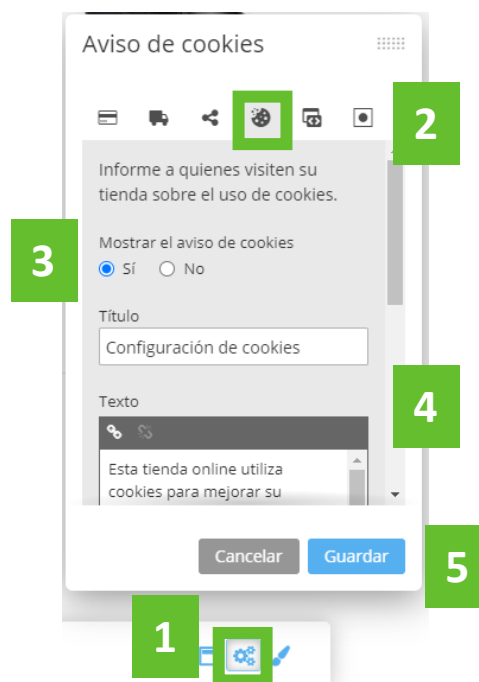 Aviso de cookies
2
Informe a quienes visiten su
tienda sobre el uso de cookies.
3
Mostrar el aviso de cookies
Sí No
Título
Configuración de cookies
Texto
4
Esta tienda online utiliza
cookies para mejorar su
Cancelar Guardar
5
1